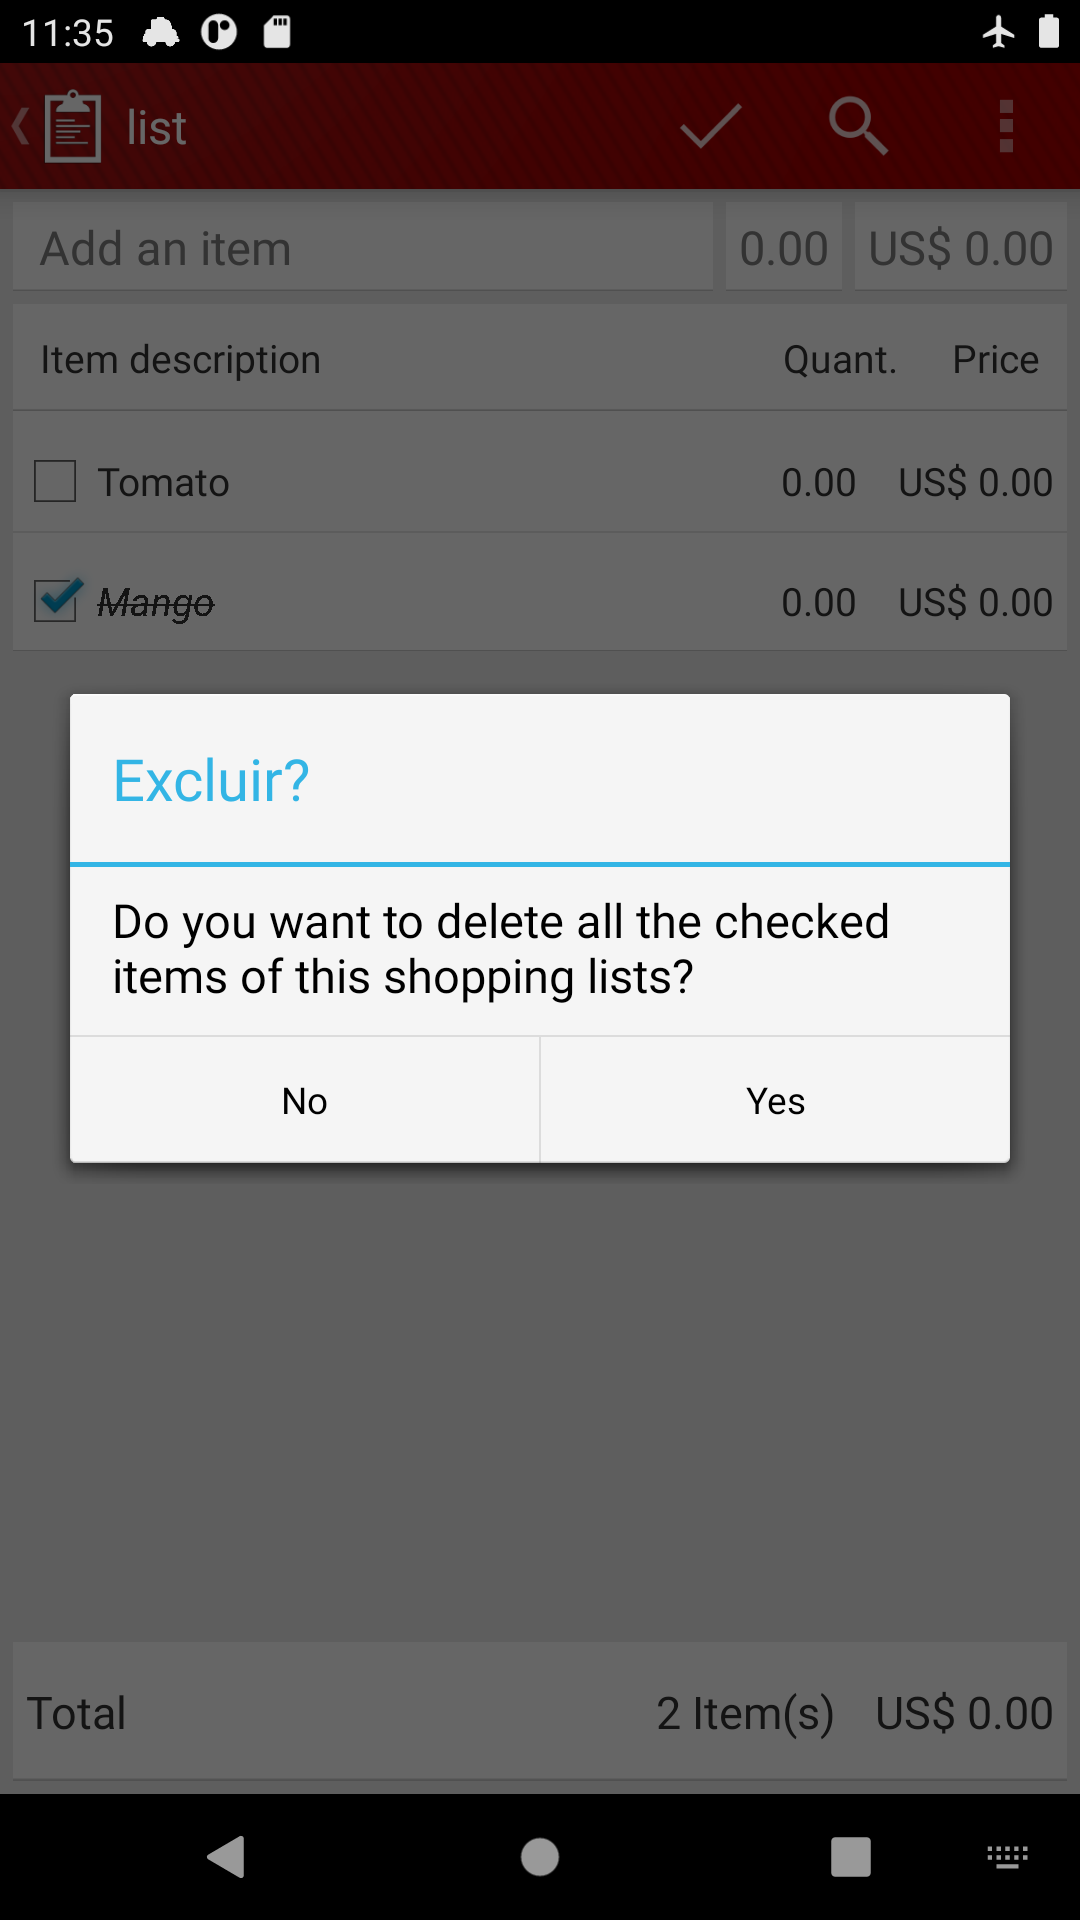 11:35
list
Add an item 0.00 US$ 0.00
Item description Quant. Price
Tomato 0.00 US$ 0.00
Mango 0.00 US$ 0.00
Excluir?
Do you want to delete all the checked
items of this shopping lists?
No Yes
Total 2 Item(s) US$ 0.00